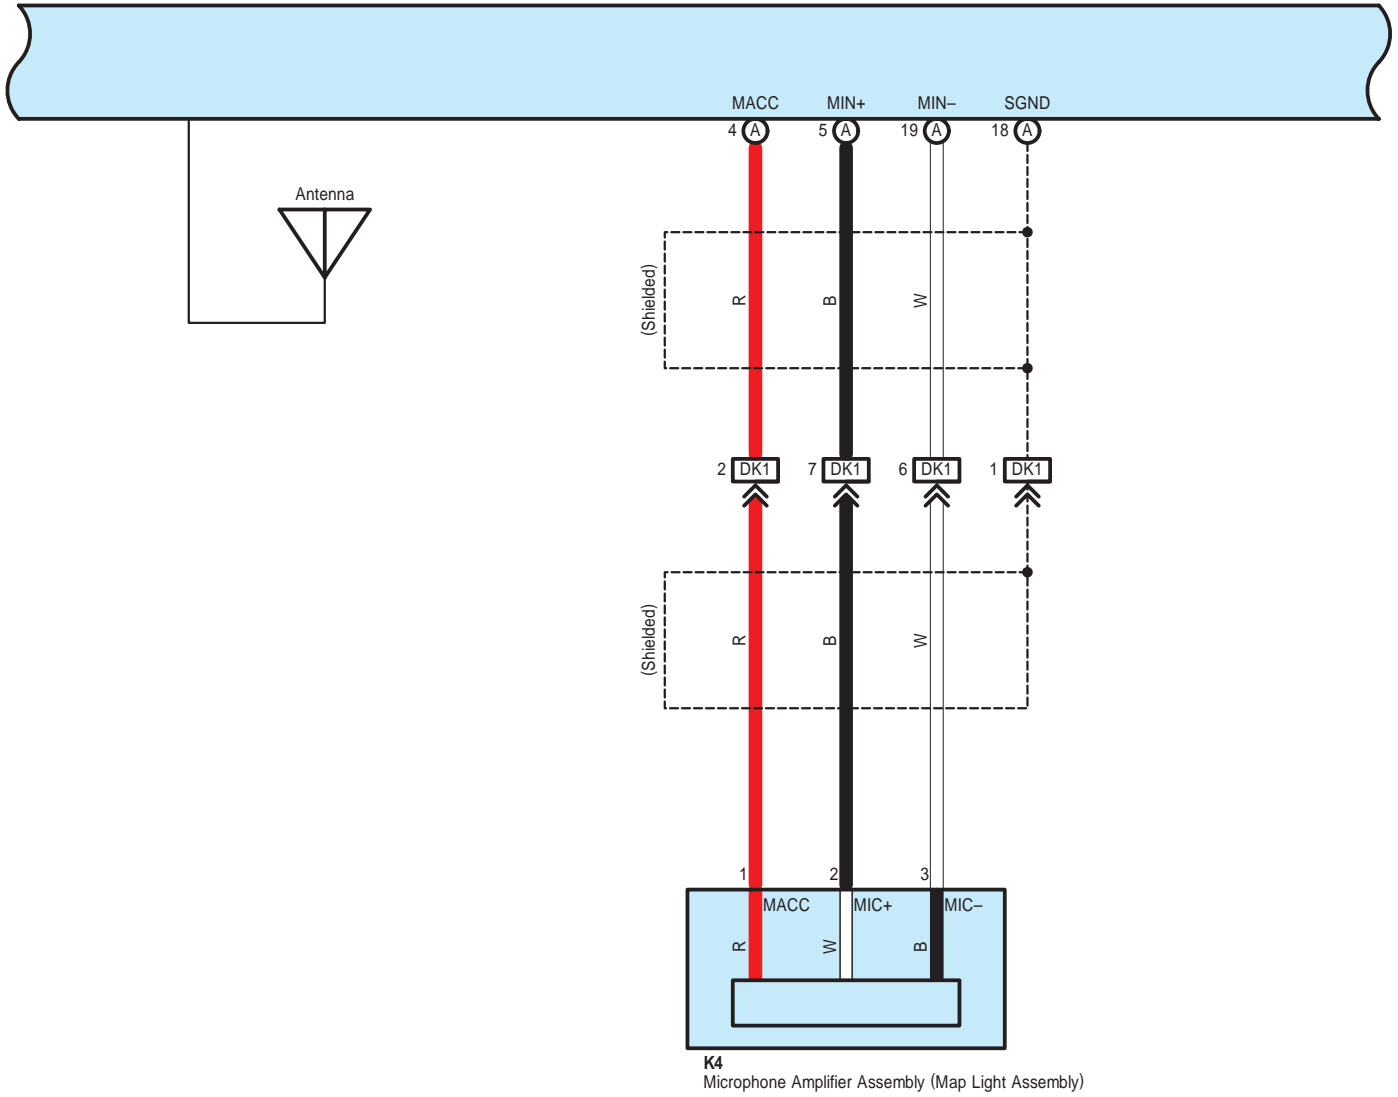 MACC MIN+ MIN– SGND
4 A 5 A 19 A 18 A
Antenna
(Shielded) R B W
2 DK1 7 DK1 6 DK1 1 DK1
(Shielded) R B W
1 2 3
MACC MIC+ MIC–
R W B
K4
Microphone Amplifier Assembly (Map Light Assembly)